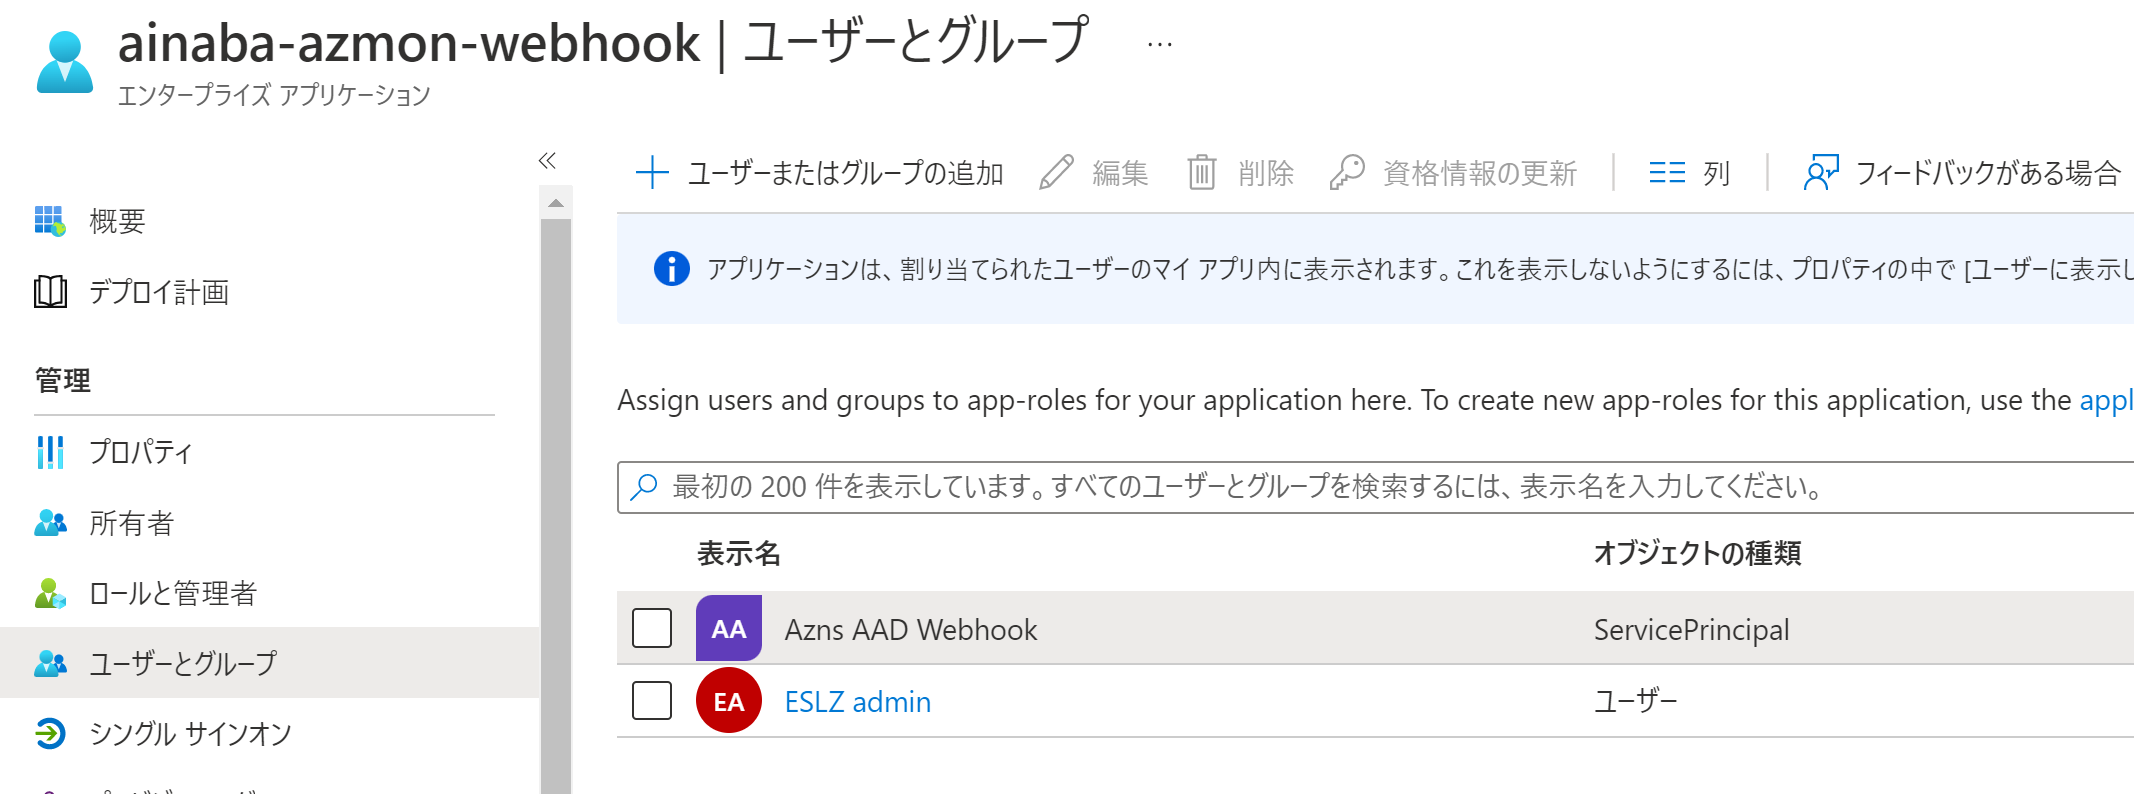 ainaba-azmon-webhook | ユーザーとグループ ...
エンタープライズ アプリケーション
概要
デプロイ計画
管理
プロパティ
所有者
ロールと管理者
ユーザーとグループ
シングル サインオン
ユーザーまたはグループの追加 編集 削除 資格情報の更新 列 フィードバックがある場合
アプリケーションは、割り当てられたユーザーのマイ アプリ内に表示されます。これを表示しないようにするには、プロパティの中で [ユーザーに表示し
Assign users and groups to app-roles for your application here. To create new app-roles for this application, use the appl
最初の 200 件を表示しています。すべてのユーザーとグループを検索するには、表示名を入力してください。
表示名 オブジェクトの種類
AA Azns AAD Webhook ServicePrincipal
EA ESLZ admin ユーザー